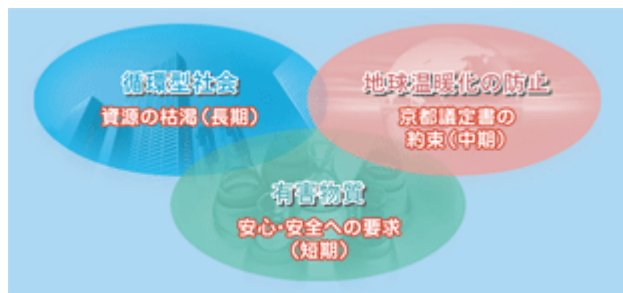 循環型社会
資源の枯渇(長期)
地球温暖化の防止
京都議定書の
約束(中期)
有害物質
安心・安全への要求
(短期)